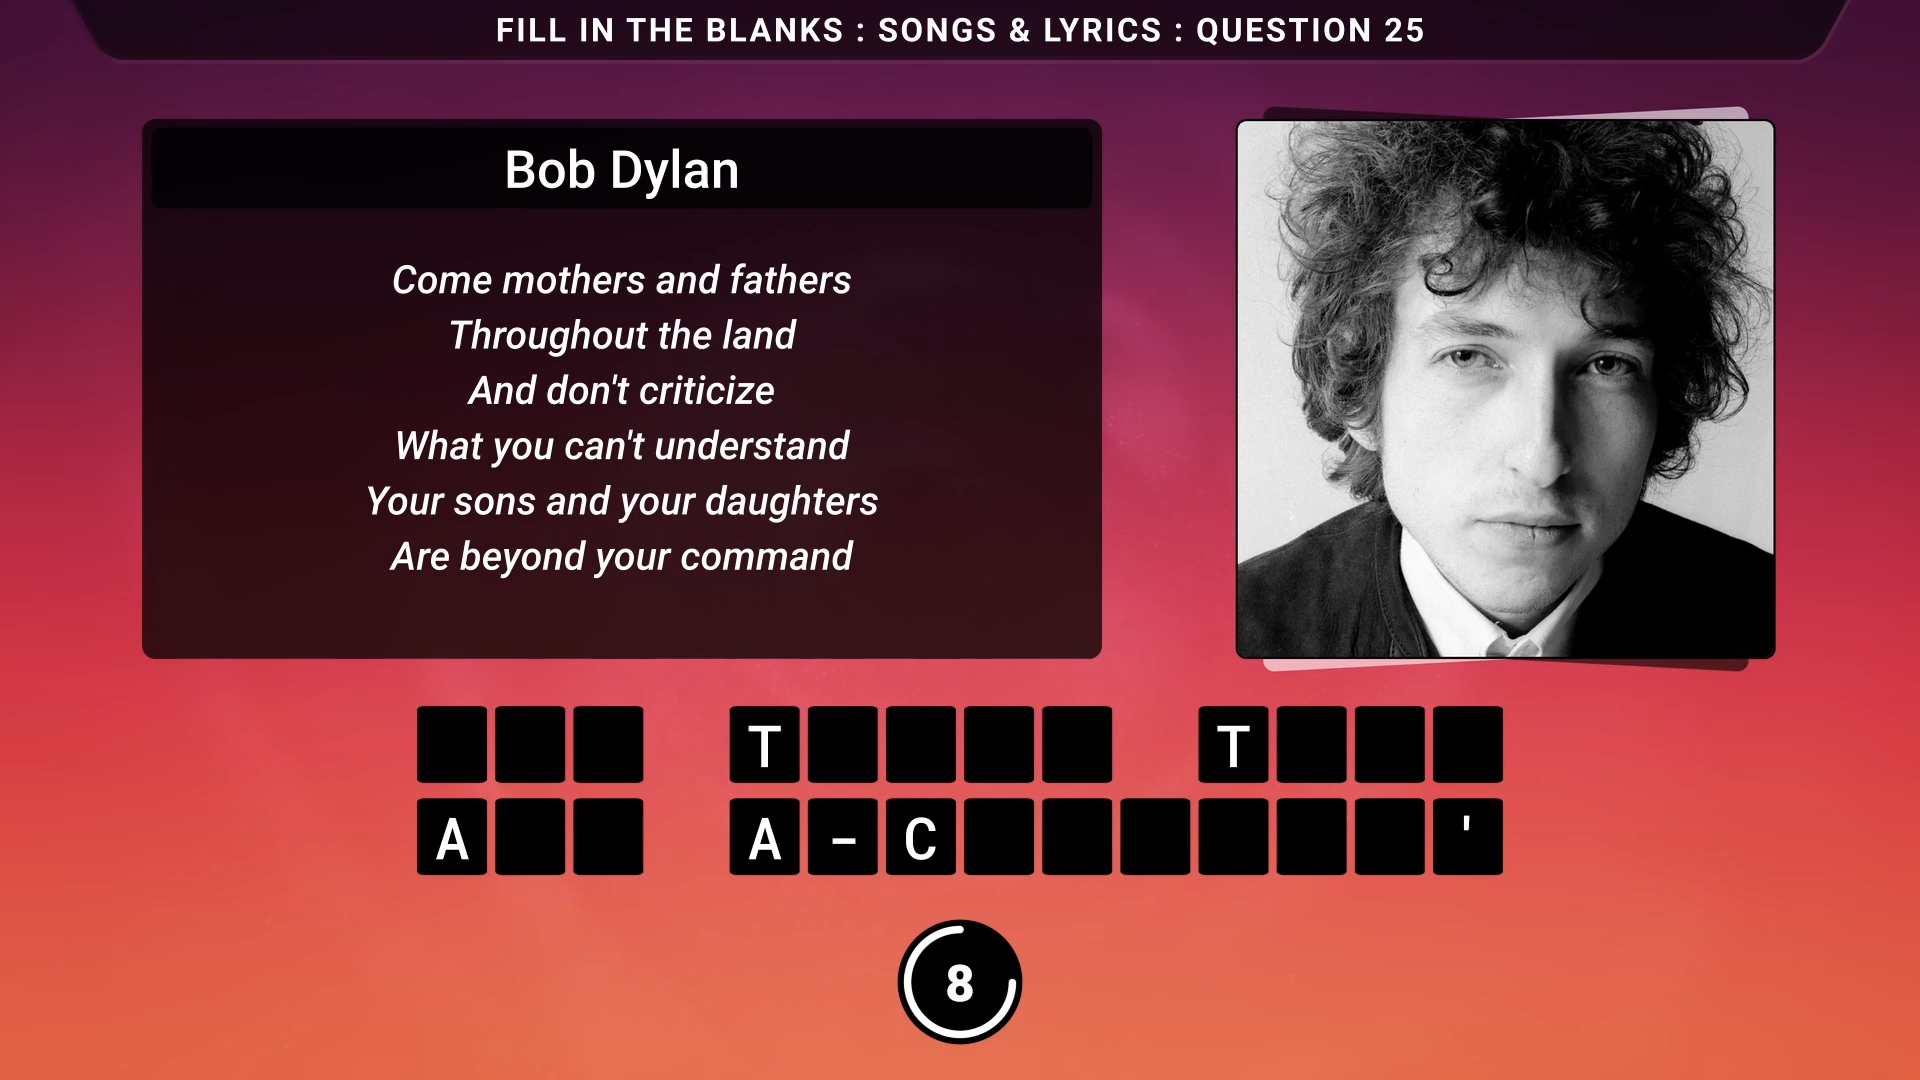 FILL IN THE BLANKS : SONGS & LYRICS : QUESTION 25
Bob Dylan
Come mothers and fathers
Throughout the land
And don't criticize
What you can't understand
Your sons and your daughters
Are beyond your command
T T
A A-C '
8